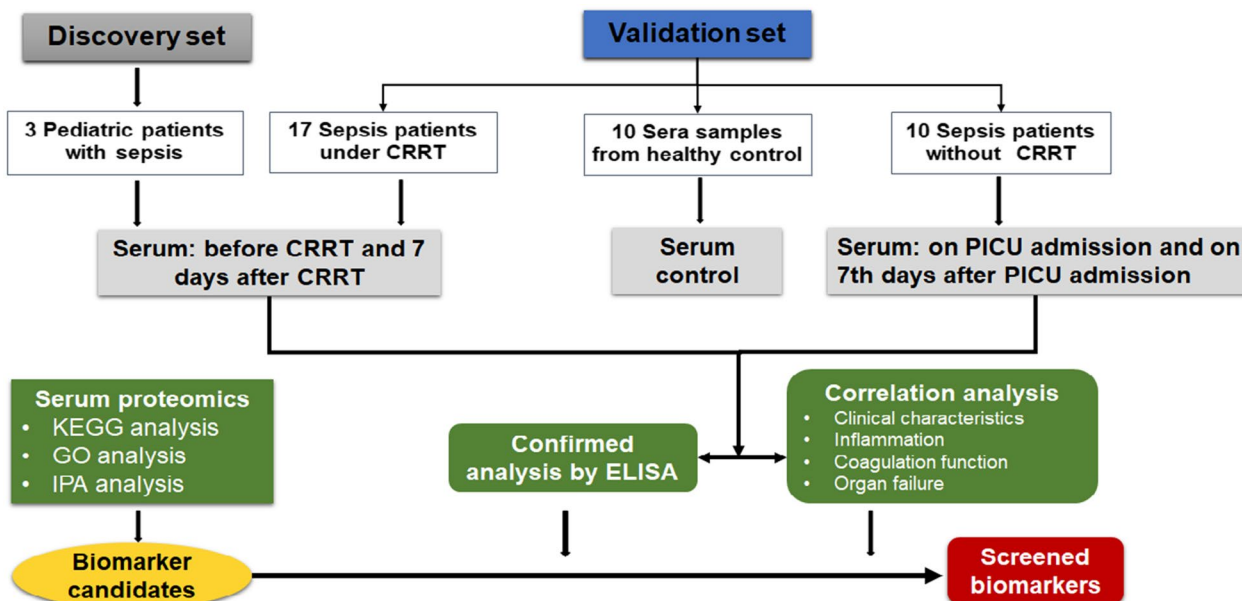 Discovery set
Validation set
3 Pediatric patients
with sepsis
17 Sepsis patients
under CRRT
10 Sera samples
from healthy control
10 Sepsis patients
without CRRT
Serum: before CRRT and 7
days after CRRT
Serum
control
Serum: on PICU admission and on
7th days after PICU admission
Serum proteomics
• KEGG analysis
• GO analysis
• IPA analysis
Confirmed
analysis by ELISA
Correlation analysis
• Clinical characteristics
• Inflammation
• Coagulation function
• Organ failure
Biomarker
candidates
Screened
biomarkers